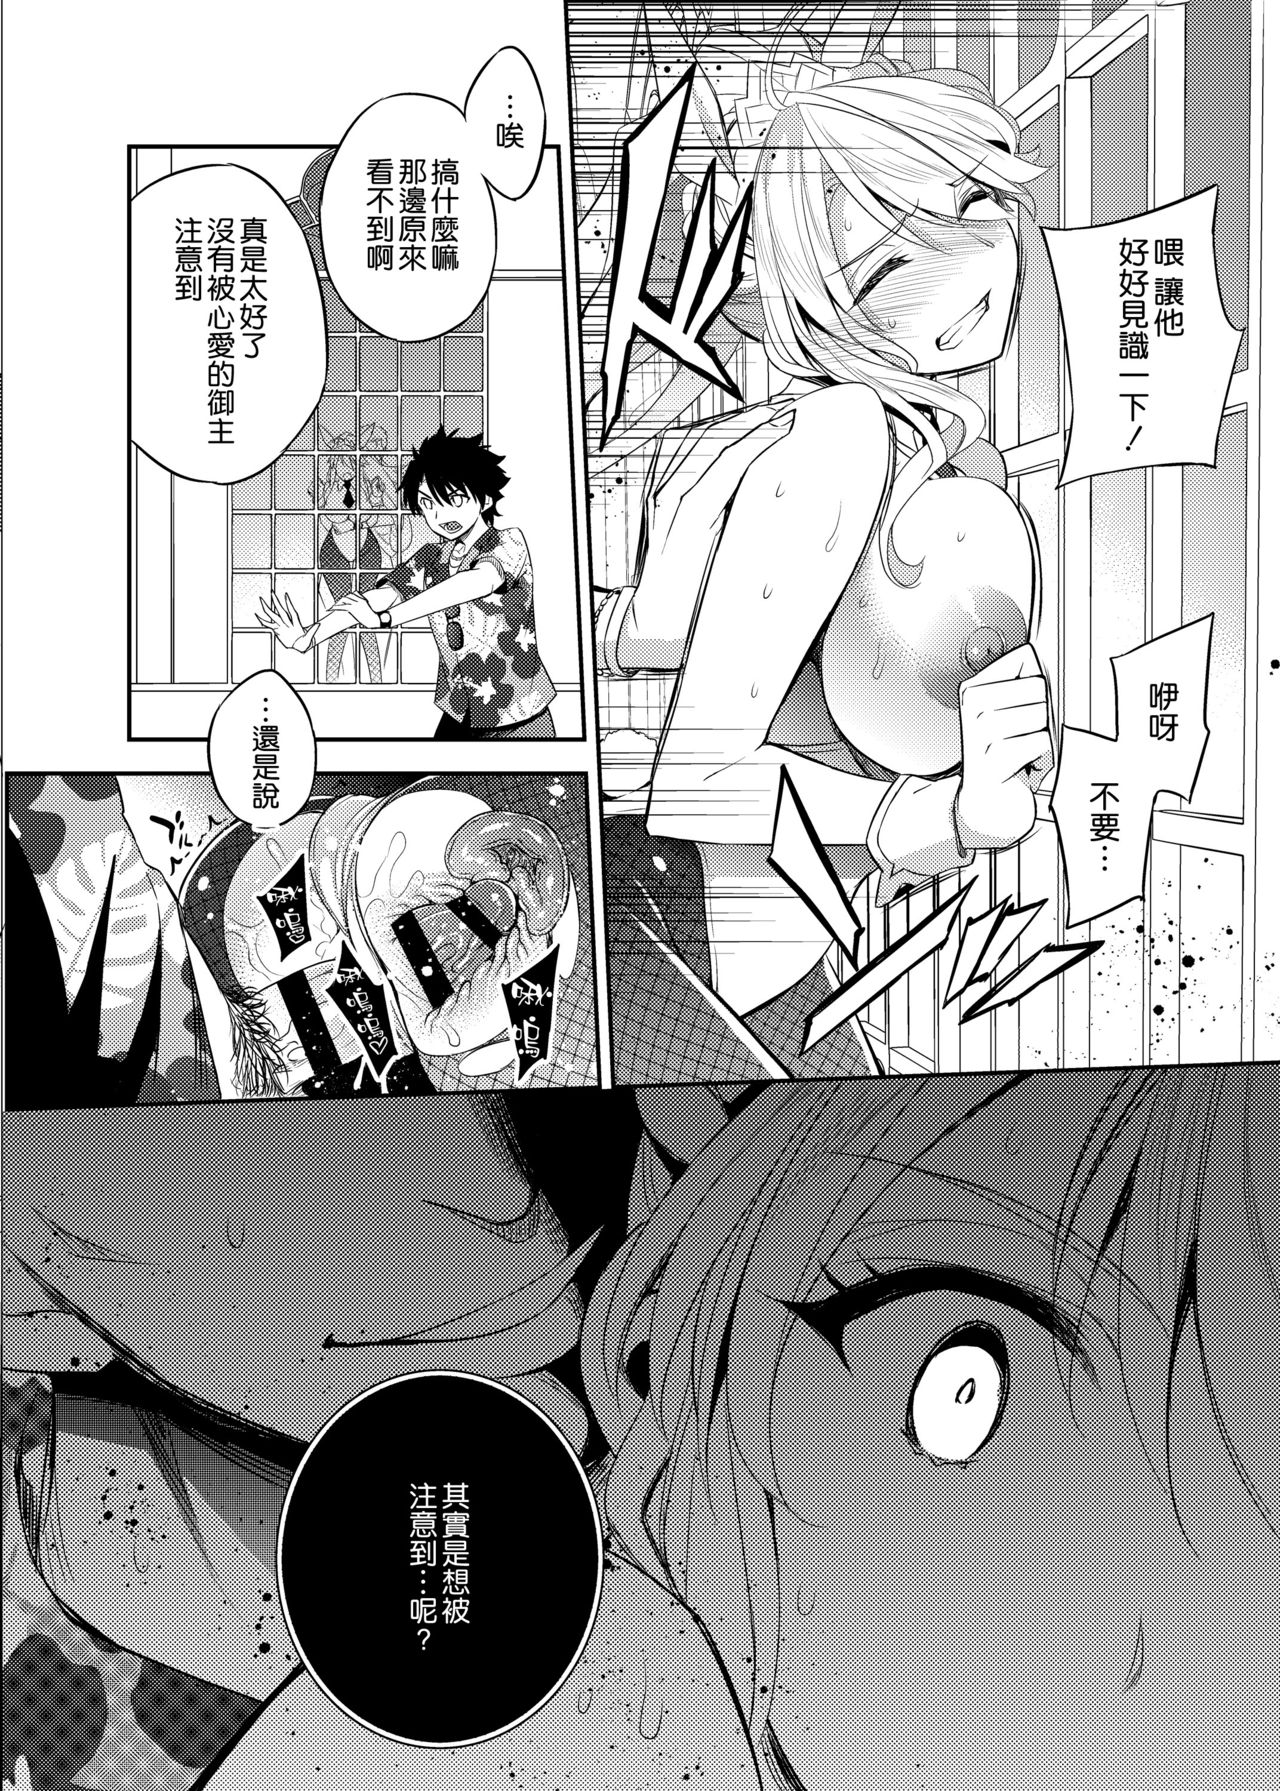 喂 讓他
好好見識一下！
咿呀
不要…
…唉
搞什麼嘛
那邊原來
看不到啊
真是太好了
沒有被心愛的御主
注意到
…還是說
啾嗚
啾嗚嗚♡
啾嗚
其實是想被
注意到…呢？